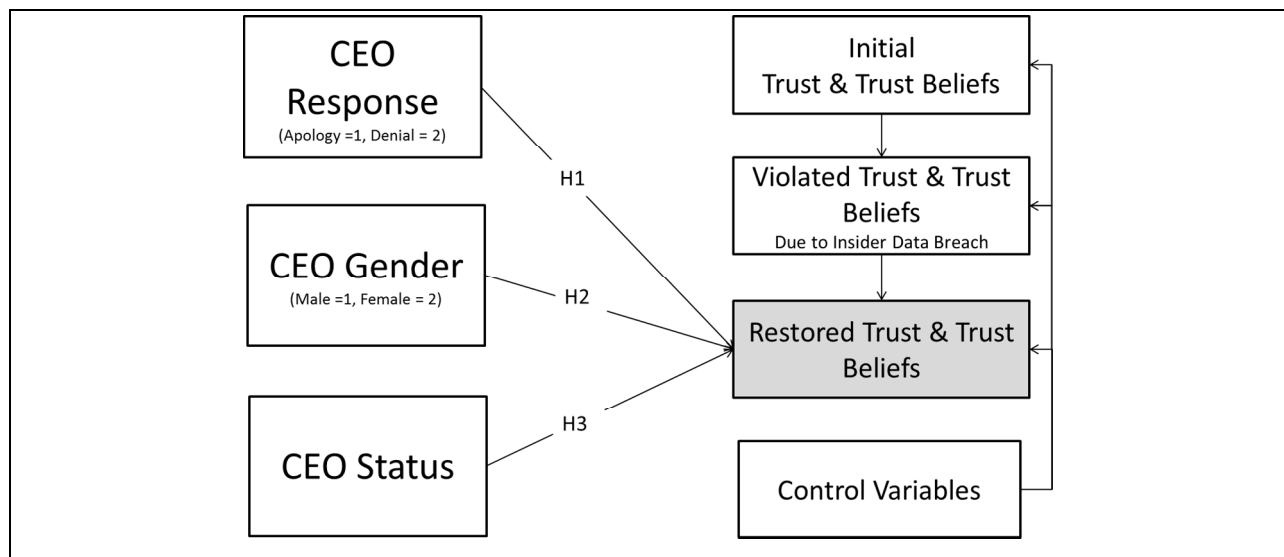 CEO
Response
(Apology =1, Denial = 2)
H1
CEO Gender
(Male =1, Female = 2)
H2
CEO Status
H3
Initial
Trust & Trust Beliefs
Violated Trust & Trust
Beliefs
Due to Insider Data Breach
Restored Trust & Trust
Beliefs
Control Variables